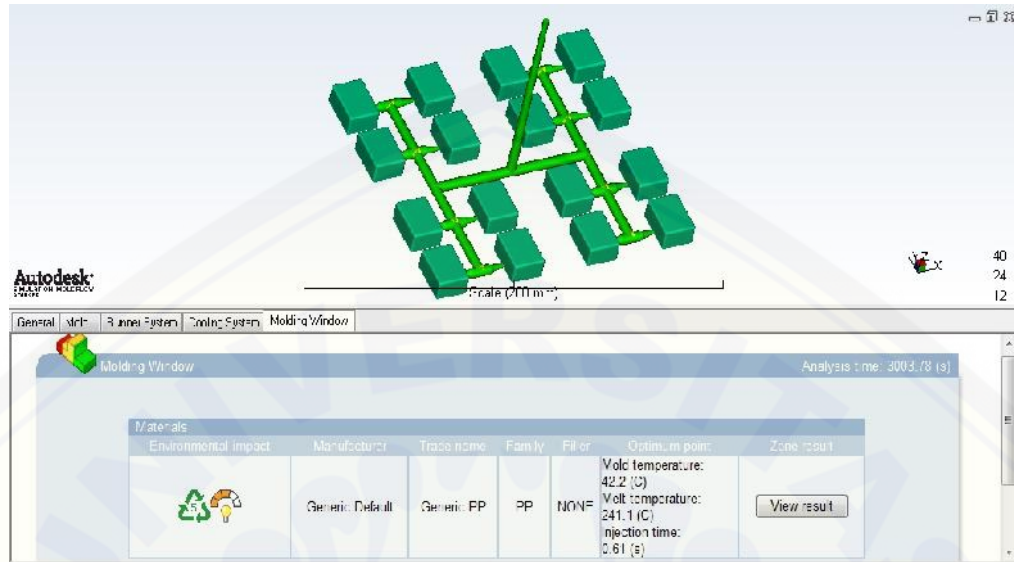 40
24
12
Autodesk
Scale (200 mm)
General Runner System Cooling System Molding Window
Molding Window Analysis time: 3003.78 (s)
Materials
Environmental impact Manufacturer Trade name Family Filler Optimum point Zone result
5 Generic Default Generic PP PP NONE Mold temperature:
42.2 (C)
Melt temperature:
241.1 (C)
Injection time:
0.61 (s)
View result
UNIVERSITAS